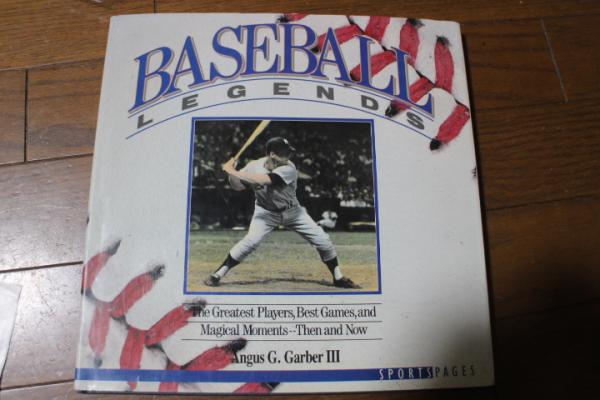 BASEBALL
LEGENDS
The Greatest Players, Best Games, and
Magical Moments--Then and Now
Angus G. Garber III
SPORTSPAGES